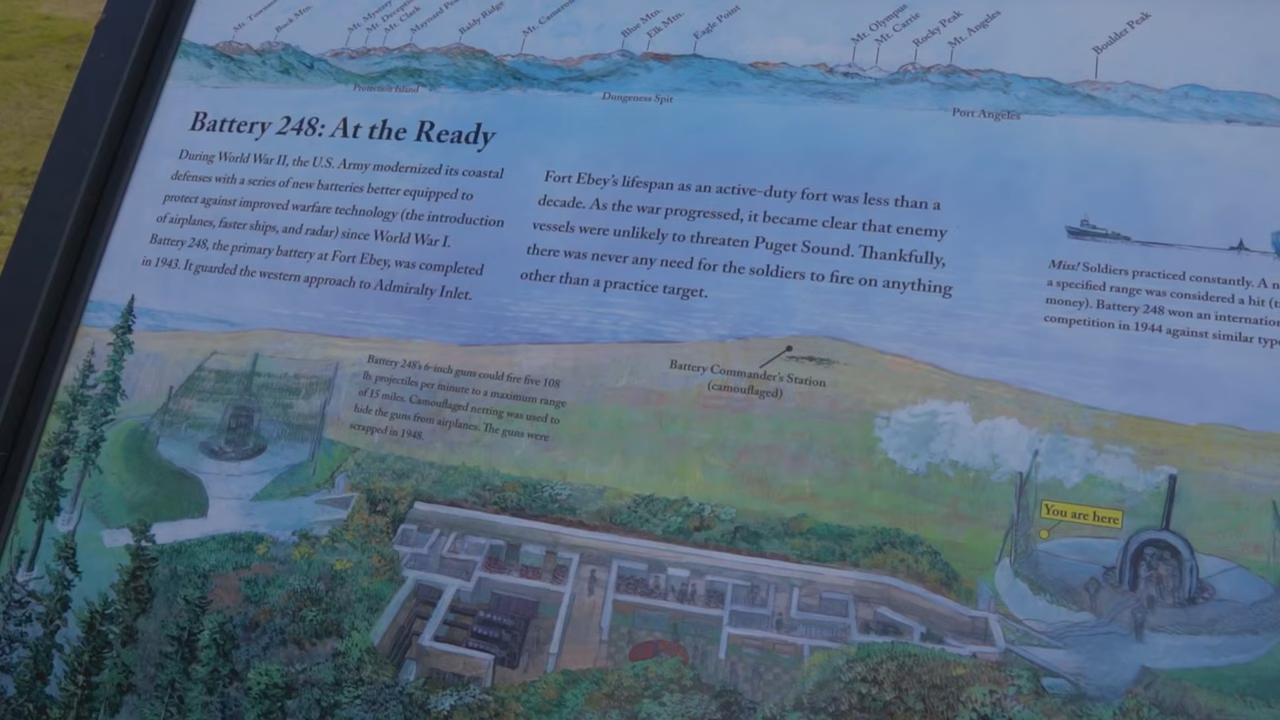 Rocky Peak
Mt. Cameron
Baldy Ridge
Mt. Clark
Blue Mtn.
Elk Mtn.
Eagle Point
Mt. Olympus
Mt. Carrie
Mt. Angeles
Boulder Peak
Protection Island
Dungeness Spit
Port Angeles
Battery 248: At the Ready
During World War II, the U.S. Army modernized its coastal
defenses with a series of new batteries better equipped to
protect against improved warfare technology (the introduction
of airplanes, faster ships, and radar) since World War I.
Battery 248, the primary battery at Fort Ebey, was completed
in 1943. It guarded the western approach to Admiralty Inlet.
Fort Ebey's lifespan as an active-duty fort was less than a
decade. As the war progressed, it became clear that enemy
vessels were unlikely to threaten Puget Sound. Thankfully,
there was never any need for the soldiers to fire on anything
other than a practice target.
Miss! Soldiers practiced constantly. A
a specified range was considered a hit
money). Battery 248 won an
competition in 1944 against similar
Battery 248's 6-inch guns could fire five 108
lb. projectiles per minute to a maximum range
of 15 miles. Camouflaged netting was used to
hide the guns from airplanes. The guns were
scrapped in 1948.
Battery Commander's Station
(camouflaged)
You are here